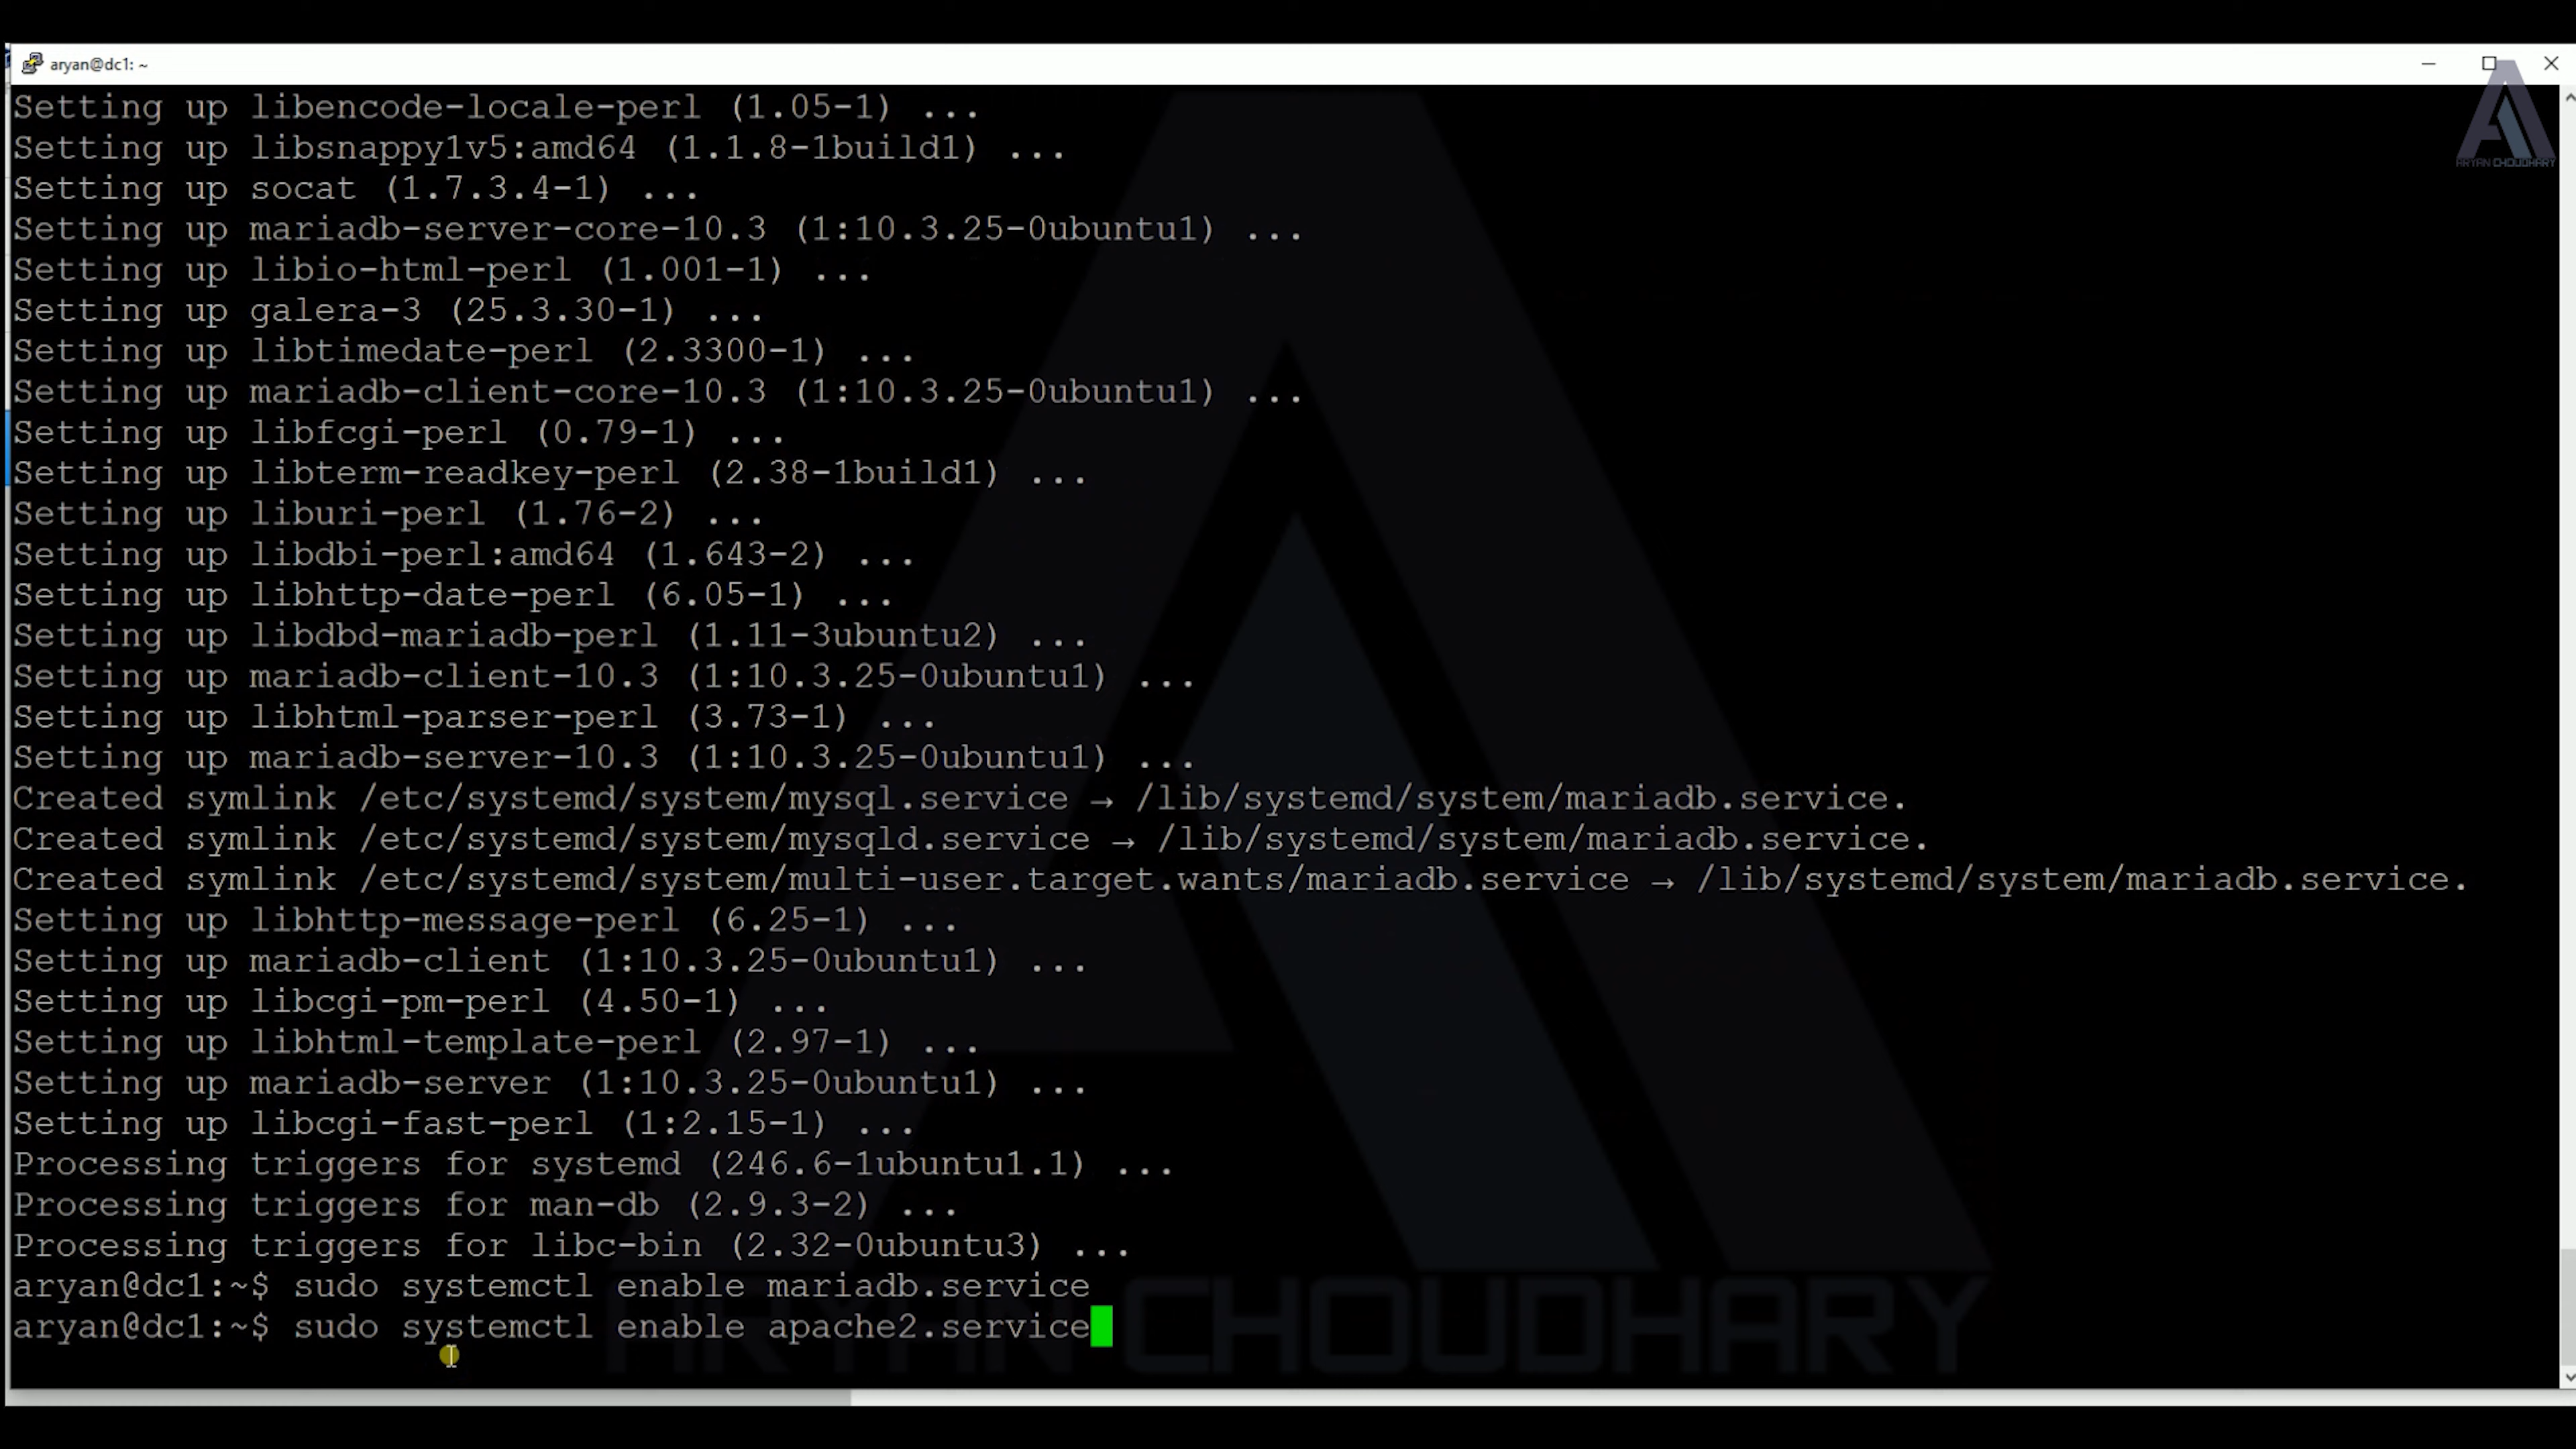 aryan@dc1: ~
Setting up libencode-locale-perl (1.05-1) ...
Setting up libsnappy1v5:amd64 (1.1.8-1build1) ...
Setting up socat (1.7.3.4-1) ...
Setting up mariadb-server-core-10.3 (1:10.3.25-0ubuntu1) ...
Setting up libio-html-perl (1.001-1) ...
Setting up galera-3 (25.3.30-1) ...
Setting up libtimedate-perl (2.3300-1) ...
Setting up mariadb-client-core-10.3 (1:10.3.25-0ubuntu1) ...
Setting up libfcgi-perl (0.79-1) ...
Setting up libterm-readkey-perl (2.38-1build1) ...
Setting up liburi-perl (1.76-2) ...
Setting up libdbi-perl:amd64 (1.643-2) ...
Setting up libhttp-date-perl (6.05-1) ...
Setting up libdbd-mariadb-perl (1.11-3ubuntu2) ...
Setting up mariadb-client-10.3 (1:10.3.25-0ubuntu1) ...
Setting up libhtml-parser-perl (3.73-1) ...
Setting up mariadb-server-10.3 (1:10.3.25-0ubuntu1) ...
Created symlink /etc/systemd/system/mysql.service → /lib/systemd/system/mariadb.service.
Created symlink /etc/systemd/system/mysqld.service → /lib/systemd/system/mariadb.service.
Created symlink /etc/systemd/system/multi-user.target.wants/mariadb.service → /lib/systemd/system/mariadb.service.
Setting up libhttp-message-perl (6.25-1) ...
Setting up mariadb-client (1:10.3.25-0ubuntu1) ...
Setting up libcgi-pm-perl (4.50-1) ...
Setting up libhtml-template-perl (2.97-1) ...
Setting up mariadb-server (1:10.3.25-0ubuntu1) ...
Setting up libcgi-fast-perl (1:2.15-1) ...
Processing triggers for systemd (246.6-1ubuntu1.1) ...
Processing triggers for man-db (2.9.3-2) ...
Processing triggers for libc-bin (2.32-0ubuntu3) ...
aryan@dc1:~$ sudo systemctl enable mariadb.service
aryan@dc1:~$ sudo systemctl enable apache2.service
ARYAN CHOUDHARY
ARYAN CHOUDHARY